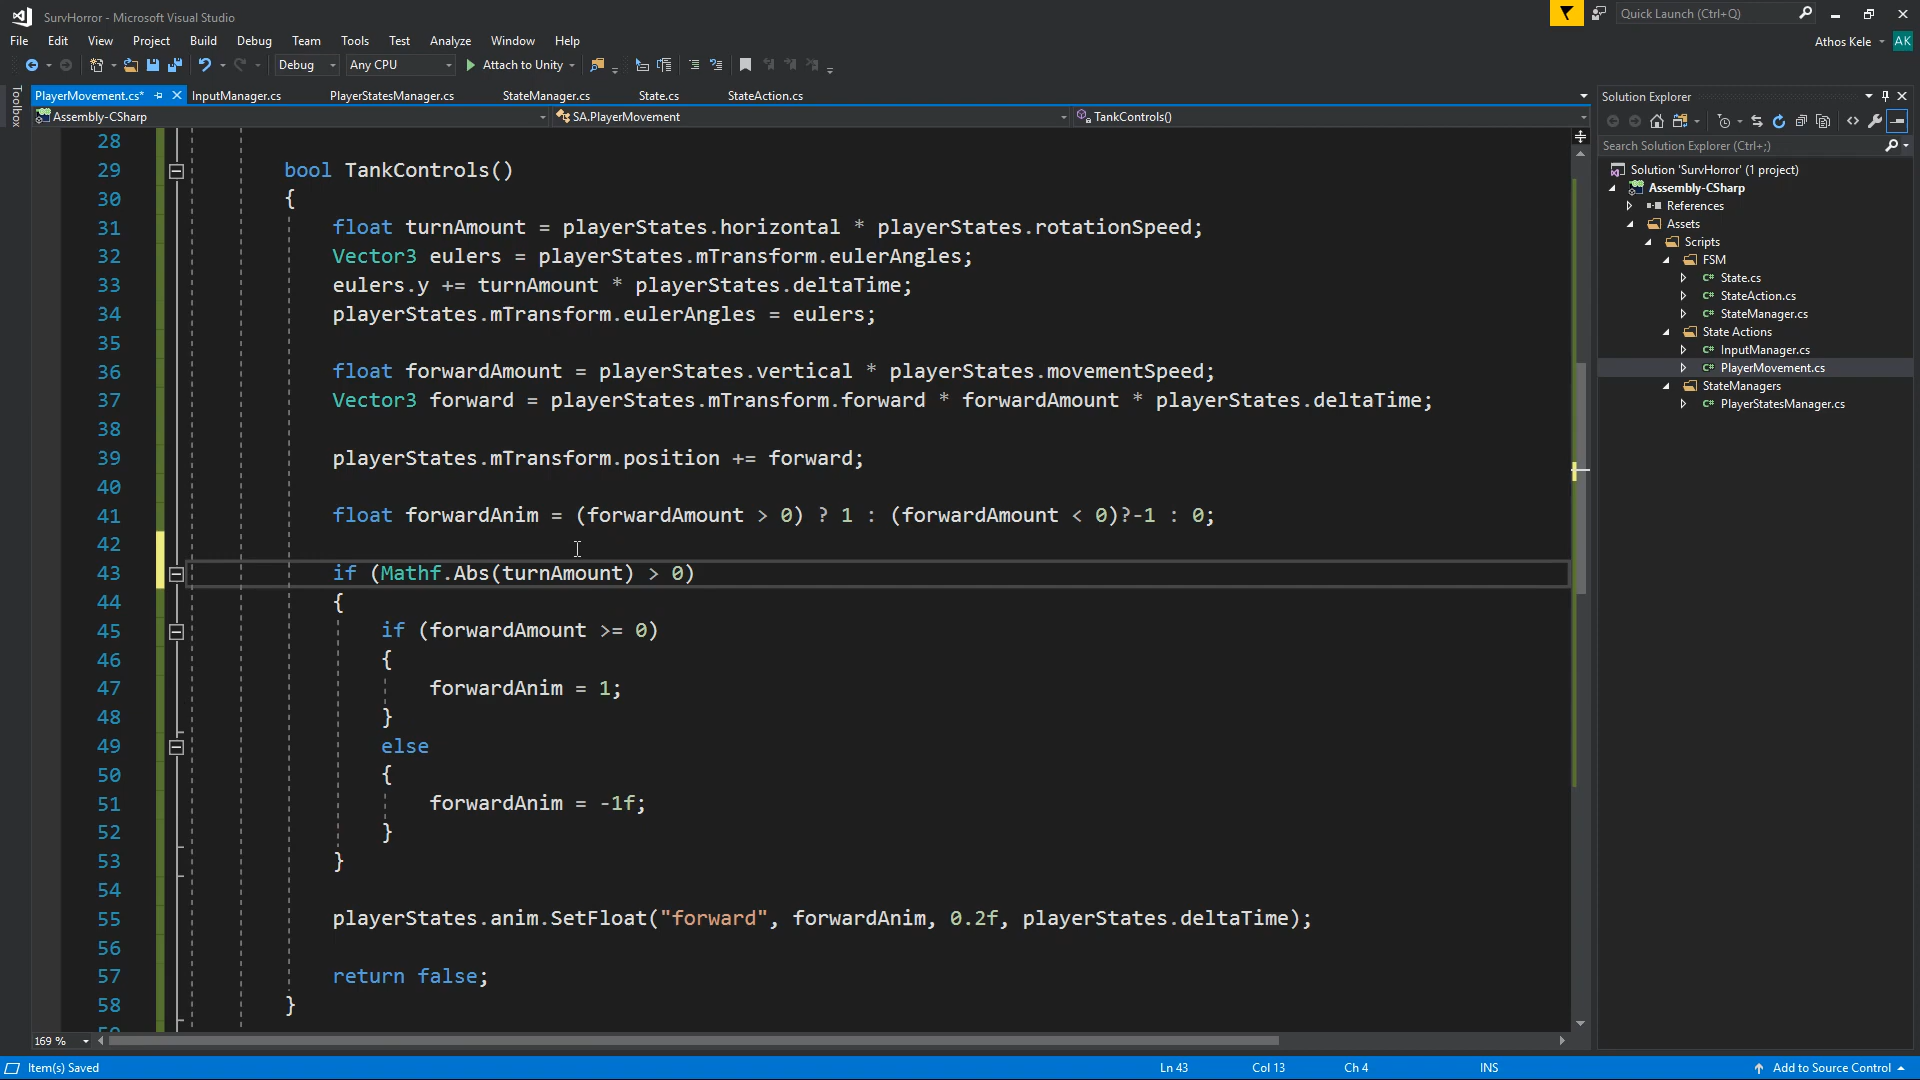 SurvHorror - Microsoft Visual Studio
Quick Launch (Ctrl+Q)
File Edit View Project Build Debug Team Tools Test Analyze Window Help
Athos Kele AK
Debug Any CPU Attach to Unity
Toolbox
PlayerMovement.cs* InputManager.cs PlayerStatesManager.cs StateManager.cs State.cs StateAction.cs
Assembly-CSharp SA.PlayerMovement TankControls()
28
29 bool TankControls()
30 {
31 float turnAmount = playerStates.horizontal * playerStates.rotationSpeed;
32 Vector3 eulers = playerStates.mTransform.eulerAngles;
33 eulers.y += turnAmount * playerStates.deltaTime;
34 playerStates.mTransform.eulerAngles = eulers;
35
36 float forwardAmount = playerStates.vertical * playerStates.movementSpeed;
37 Vector3 forward = playerStates.mTransform.forward * forwardAmount * playerStates.deltaTime;
38
39 playerStates.mTransform.position += forward;
40
41 float forwardAnim = (forwardAmount > 0) ? 1 : (forwardAmount < 0)?-1 : 0;
42
43 if (Mathf.Abs(turnAmount) > 0)
44 {
45 if (forwardAmount >= 0)
46 {
47 forwardAnim = 1;
48 }
49 else
50 {
51 forwardAnim = -1f;
52 }
53 }
54
55 playerStates.anim.SetFloat("forward", forwardAnim, 0.2f, playerStates.deltaTime);
56
57 return false;
58 }
169 %
Solution Explorer
Search Solution Explorer (Ctrl+;)
Solution 'SurvHorror' (1 project)
Assembly-CSharp
References
Assets
Scripts
FSM
State.cs
StateAction.cs
StateManager.cs
State Actions
InputManager.cs
PlayerMovement.cs
StateManagers
PlayerStatesManager.cs
Item(s) Saved Ln 43 Col 13 Ch 4 INS Add to Source Control